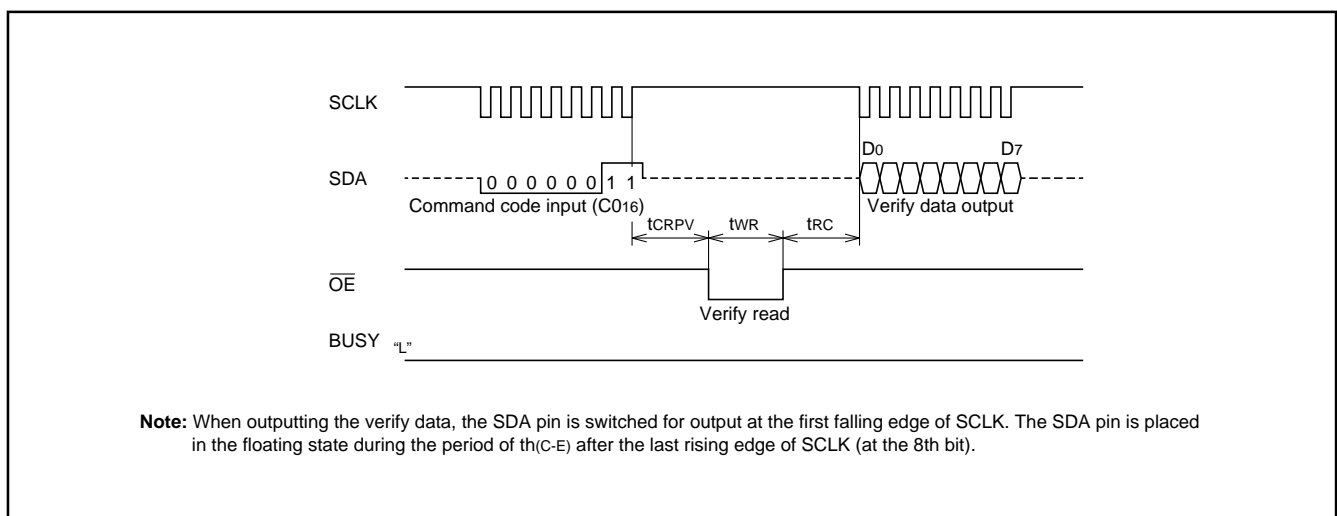 SCLK
D0 D7
SDA
0 0 0 0 0 0 1 1
Command code input (C016)
Verify data output
tCRPV tWR tRC
OE
Verify read
BUSY “L”
Note: When outputting the verify data, the SDA pin is switched for output at the first falling edge of SCLK. The SDA pin is placed
in the floating state during the period of th(C-E) after the last rising edge of SCLK (at the 8th bit).